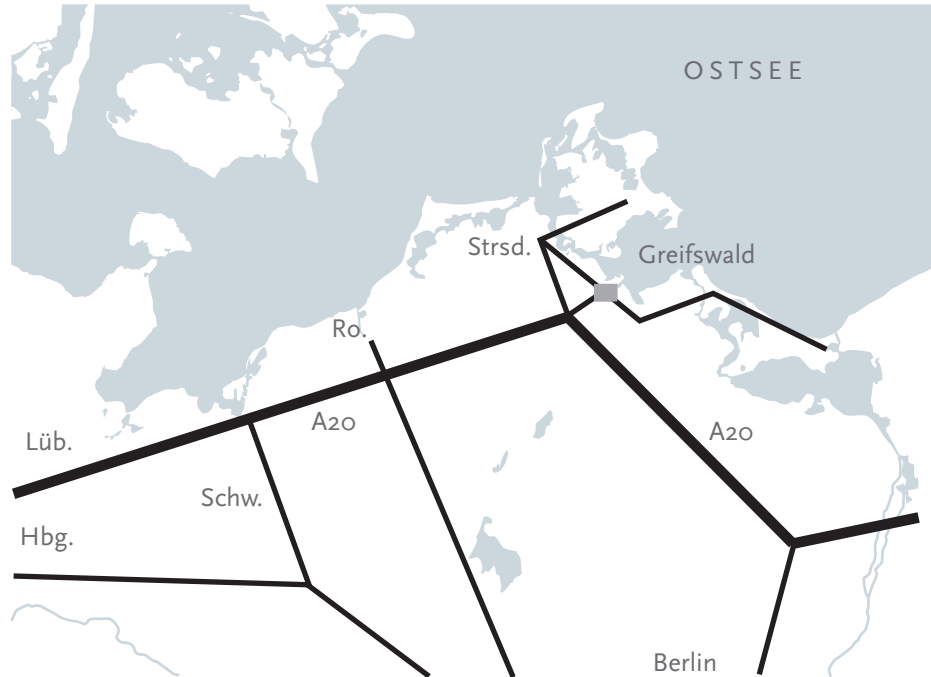 OSTSEE
Strsd.
Greifswald
Ro.
A20
A20
Lüb.
Schw.
Hbg.
Berlin